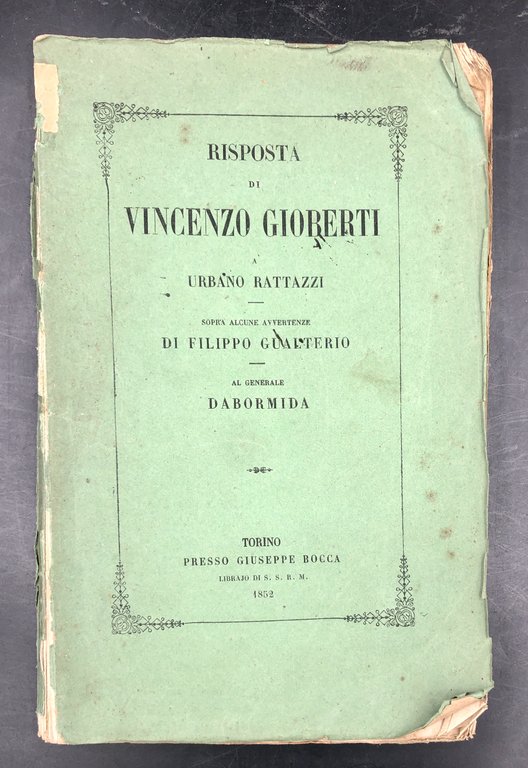 RISPOSTA
DI
VINCENZO GIOBERTI
A
URBANO RATTAZZI
SOPRA ALCUNE AVVERTENZE
DI FILIPPO GUALTERIO
AL GENERALE
DABORMIDA
TORINO
PRESSO GIUSEPPE BOCCA
LIBRAJO DI S. S. R. M.
1852